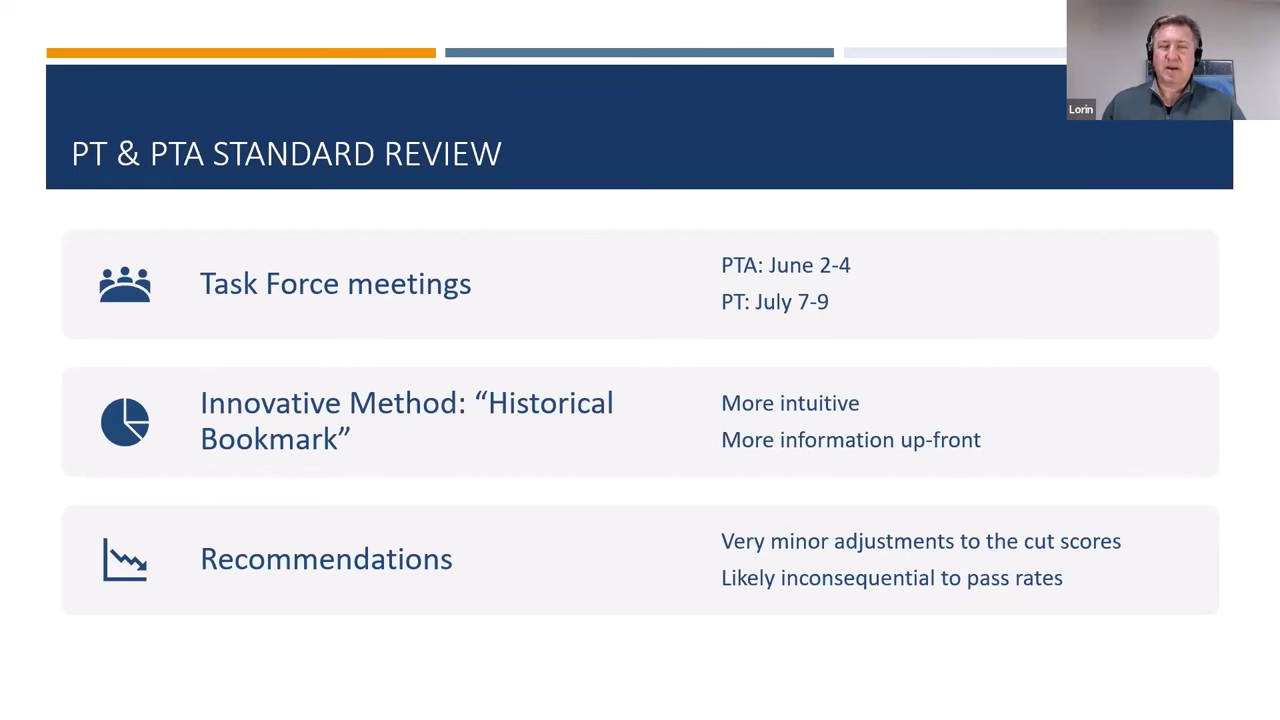 Lorin
PT & PTA STANDARD REVIEW
Task Force meetings
PTA: June 2-4
PT: July 7-9
Innovative Method: “Historical
Bookmark”
More intuitive
More information up-front
Recommendations
Very minor adjustments to the cut scores
Likely inconsequential to pass rates